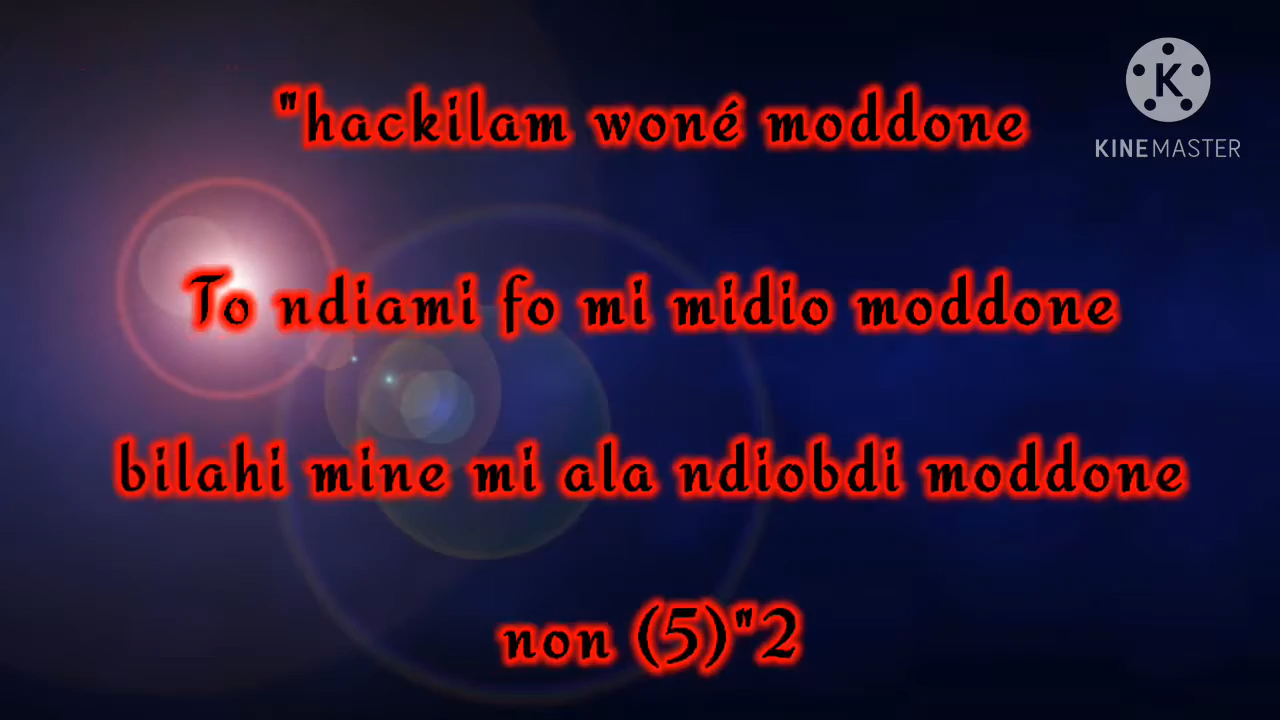 "hackilam woné moddone
K
KINEMASTER
To ndiami fo mi midio moddone
bilahi mine mi ala ndiobdi moddone
non (5)"2